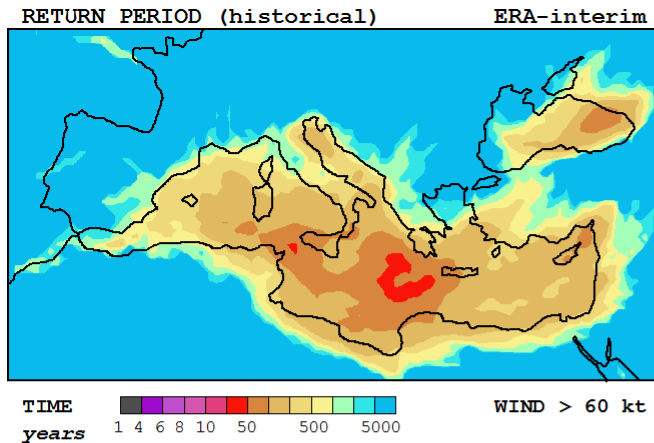 RETURN PERIOD (historical) ERA-interim
TIME 1 4 6 8 10 50 500 5000 WIND > 60 kt
years